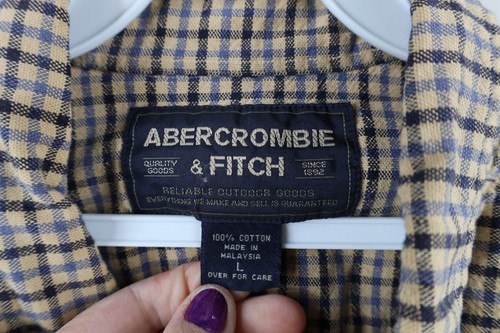 ABERCROMBIE
QUALITY GOODS & FITCH SINCE 1892
RELIABLE OUTDOOR GOODS
EVERYTHING WE MAKE AND SELL IS GUARANTEED
100% COTTON
MADE IN
MALAYSIA
L
OVER FOR CARE